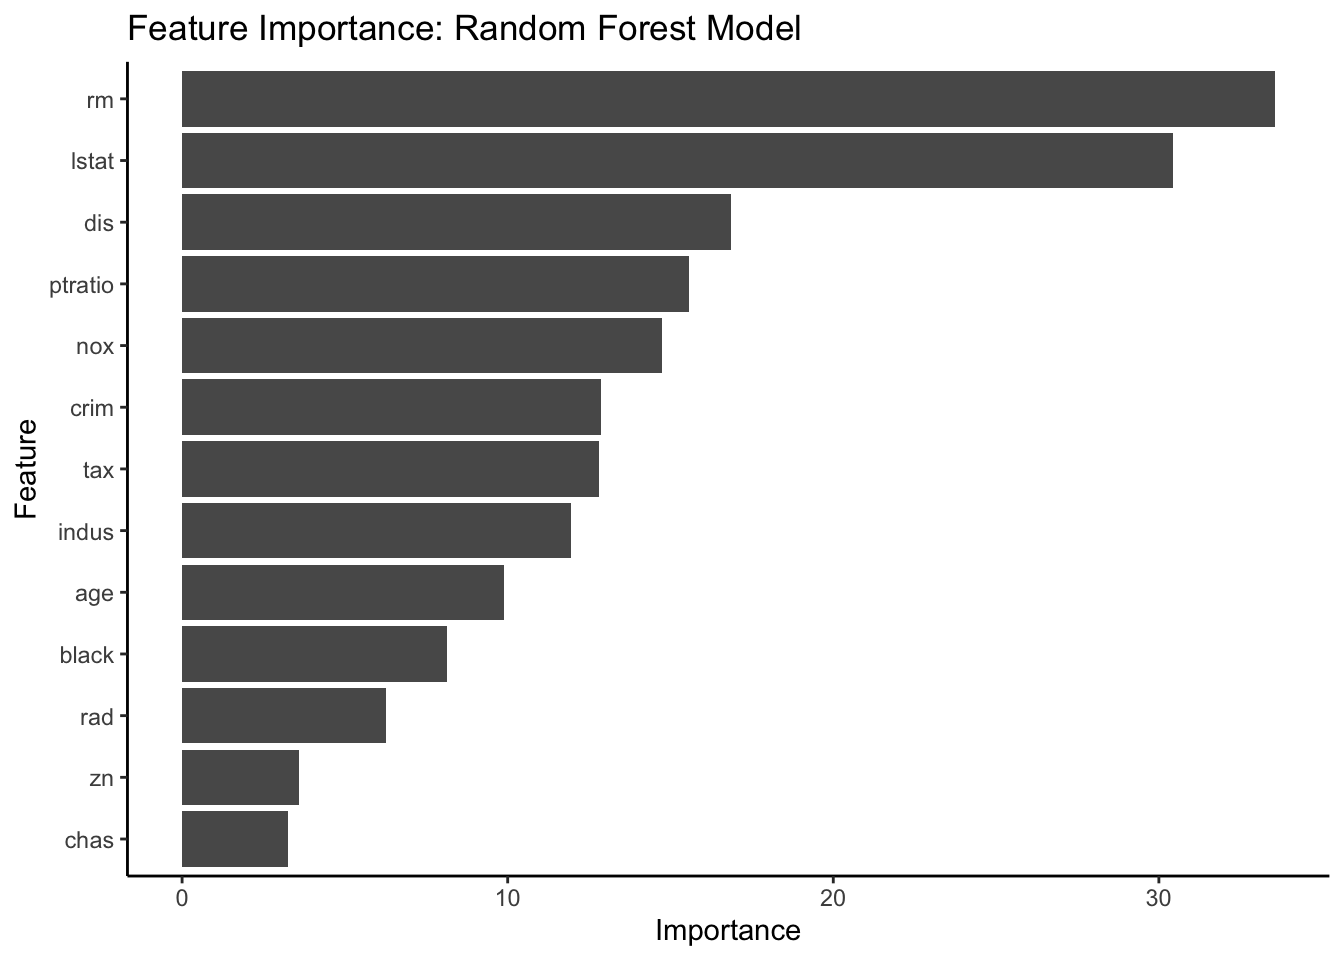 Feature Importance: Random Forest Model
rm
lstat
dis
ptratio
nox
crim
tax
indus
age
black
rad
zn
chas
Feature
0 10 20 30
Importance